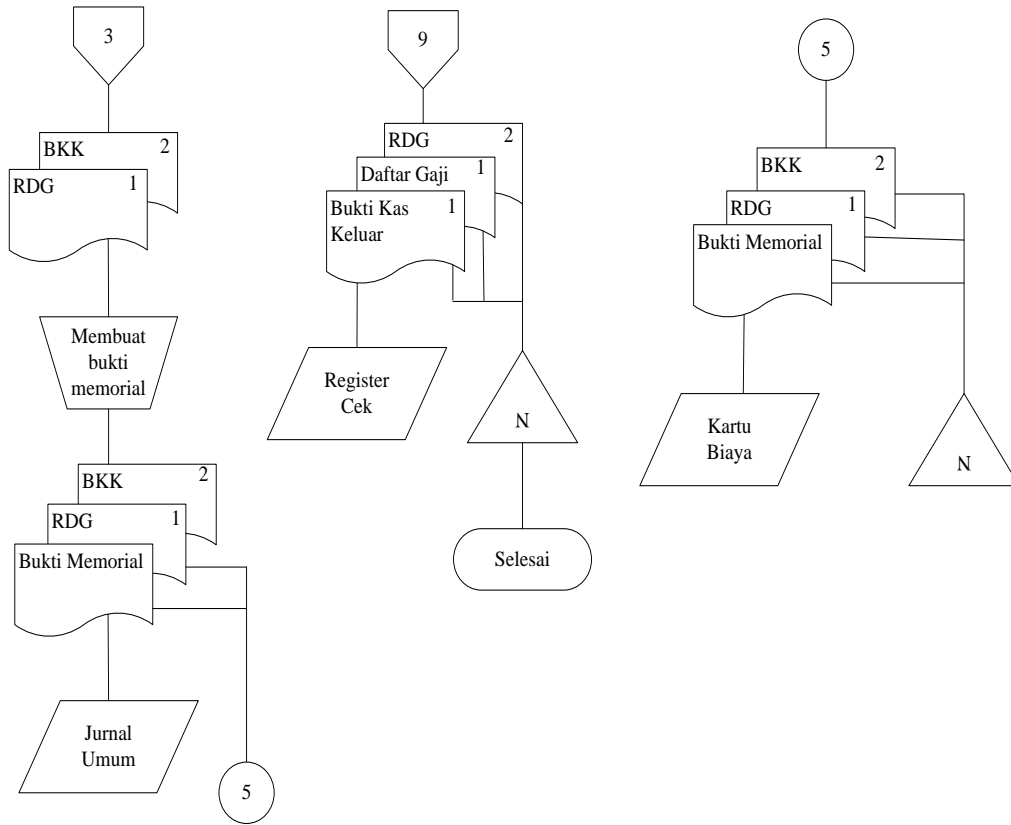 3
BKK 2
RDG 1
Membuat
bukti
memorial
BKK 2
RDG 1
Bukti Memorial
Jurnal
Umum
5
9
RDG 2
Daftar Gaji 1
Bukti Kas 1
Keluar
Register
Cek
N
Selesai
5
BKK 2
RDG 1
Bukti Memorial
Kartu
Biaya
N